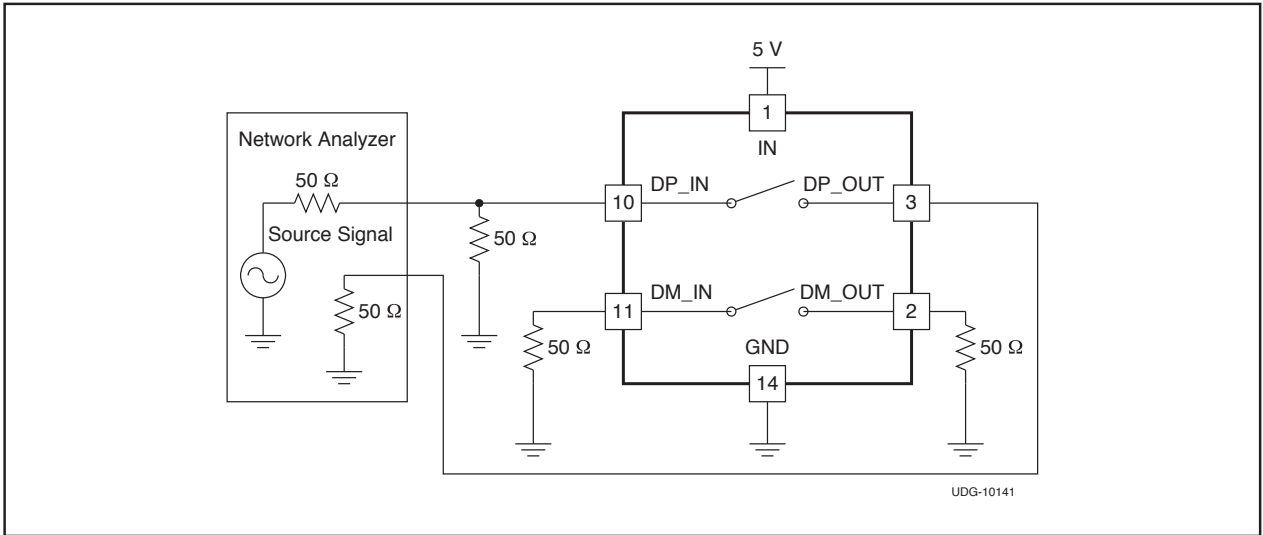 5 V
1
IN
Network Analyzer
50 Ω
Source Signal
50 Ω
50 Ω
10
DP_IN
DP_OUT
3
11
DM_IN
DM_OUT
2
50 Ω
50 Ω
GND
14
UDG-10141